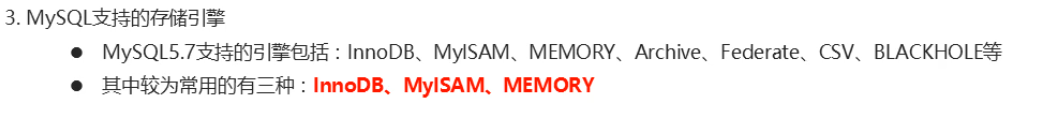 3. MySQL支持的存储引擎
● MySQL5.7支持的引擎包括：InnoDB、MyISAM、MEMORY、Archive、Federate、CSV、BLACKHOLE等
● 其中较为常用的有三种：InnoDB、MyISAM、MEMORY